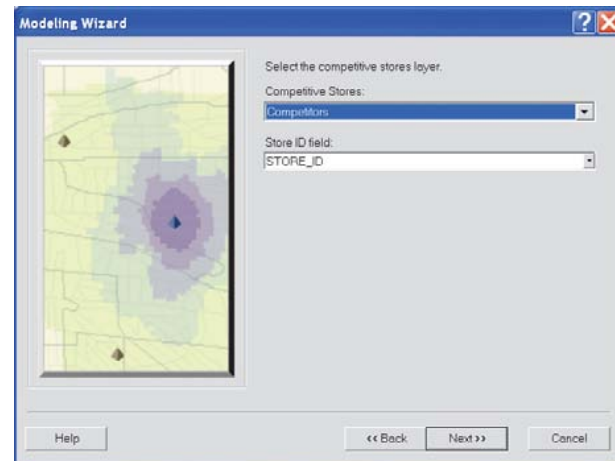 Modeling Wizard
Select the competitive stores layer.
Competitive Stores:
Competitors
Store ID field:
STORE_ID
Help
<< Back
Next >>
Cancel